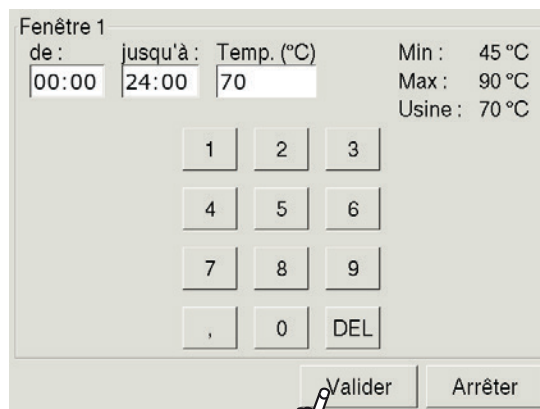 Fenêtre 1
de : jusqu'à : Temp. (°C) Min : 45 °C
00:00 24:00 70 Max : 90 °C
Usine : 70 °C
1 2 3
4 5 6
7 8 9
, 0 DEL
Valider Arrêter